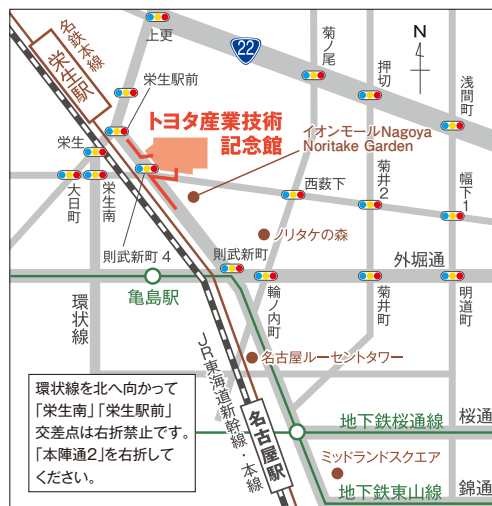 名鉄本線
栄生駅
上更
22
菊ノ尾
押切
浅間町
N
栄生駅前
トヨタ産業技術
記念館
イオンモールNagoya
Noritake Garden
栄生
大日町
栄生南
西薮下
菊井2
幅下1
ノリタケの森
則武新町4
則武新町
外堀通
亀島駅
環状線
輪ノ内町
菊井町
明道町
JR東海道新幹線・本線
名古屋ルーセントタワー
名古屋駅
環状線を北へ向かって
「栄生南」「栄生駅前」
交差点は右折禁止です。
「本陣通2」を右折して
ください。
地下鉄桜通線
桜通
ミッドランドスクエア
地下鉄東山線
錦通